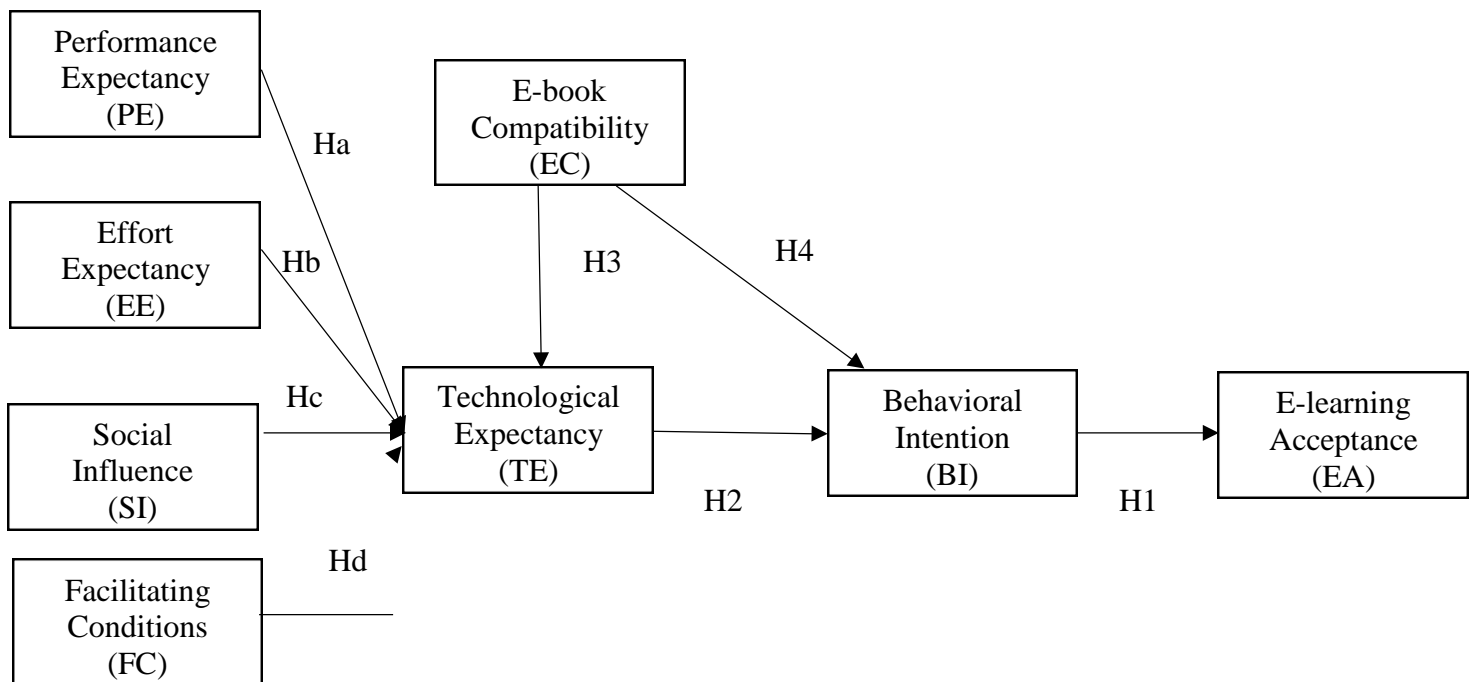 Performance
Expectancy
(PE)
Ha
E-book
Compatibility
(EC)
Effort
Expectancy
(EE)
Hb
H3
H4
Social
Influence
(SI)
Hc
Technological
Expectancy
(TE)
H2
Behavioral
Intention
(BI)
H1
E-learning
Acceptance
(EA)
Facilitating
Conditions
(FC)
Hd